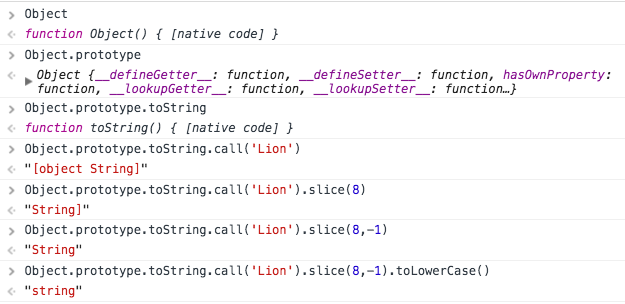 Object
function Object() { [native code] }
Object.prototype
Object {__defineGetter__: function, __defineSetter__: function, hasOwnProperty:
function, __lookupGetter__: function, __lookupSetter__: function…}
Object.prototype.toString
function toString() { [native code] }
Object.prototype.toString.call('Lion')
"[object String]"
Object.prototype.toString.call('Lion').slice(8)
"String]"
Object.prototype.toString.call('Lion').slice(8,-1)
"String"
Object.prototype.toString.call('Lion').slice(8,-1).toLowerCase()
"string"